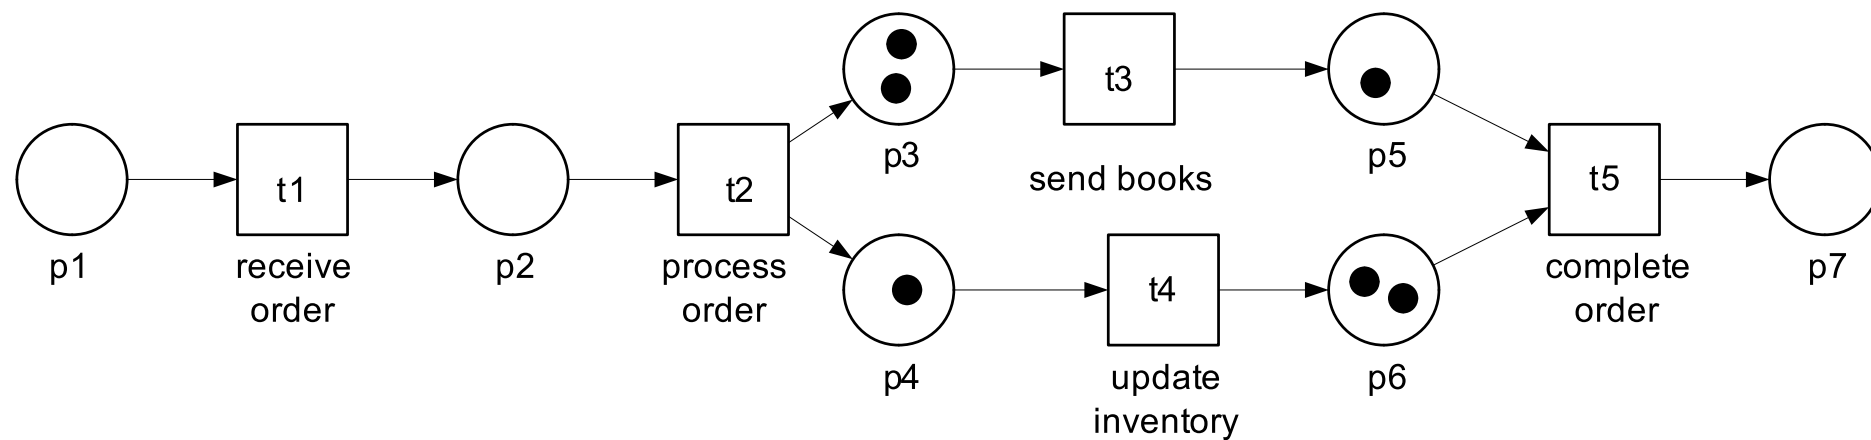 p1
t1
receive
order
p2
t2
process
order
p3
t3
send books
p4
t4
update
inventory
p5
p6
t5
complete
order
p7